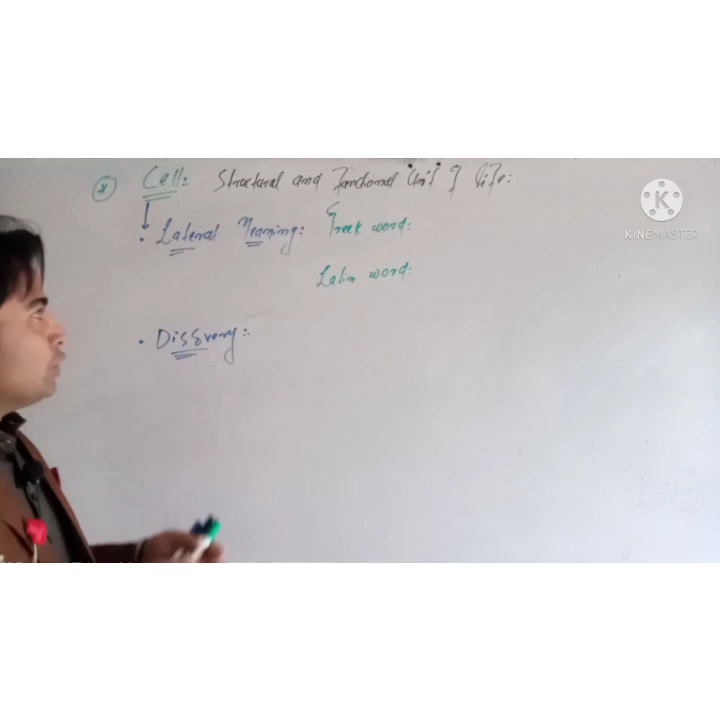 Cell: Structural and Functional Unit of life:
Lateral Meaning: Greek word:
Latin word:
Discovery:
KINEMASTER